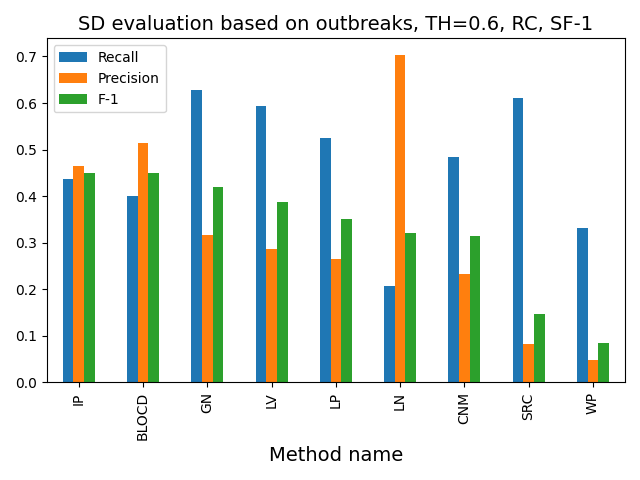 SD evaluation based on outbreaks, TH=0.6, RC, SF-1
Recall
Precision
F-1
0.7
0.6
0.5
0.4
0.3
0.2
0.1
0.0
IP
BLOCD
GN
LV
LP
LN
CNM
SRC
WP
Method name